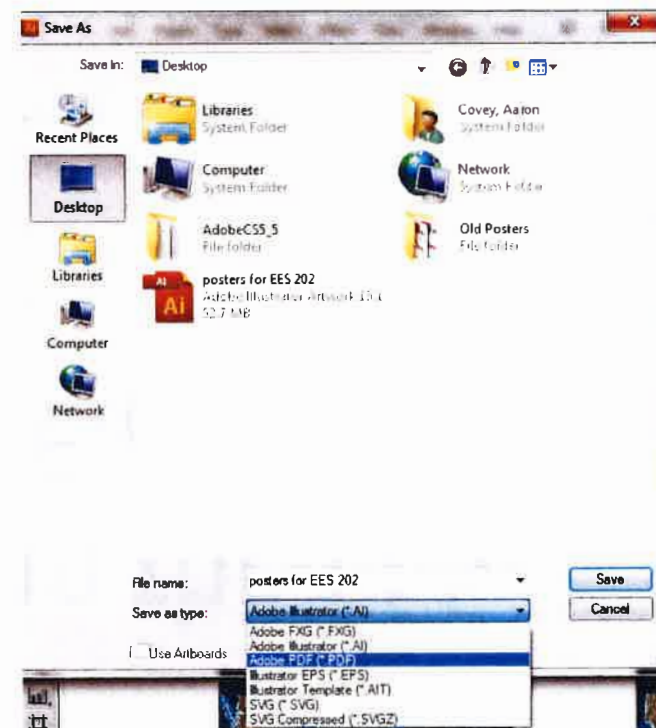 Save As
Save in:
Desktop
Recent Places
Desktop
Libraries
Computer
Network
Libraries
System Folder
Covey, Aaron
System Folder
Computer
System Folder
Network
System Folder
AdobeCS5_5
File folder
Old Posters
File folder
AI
Ai
posters for EES 202
Adobe Illustrator Artwork 15.1
52.7 MB
File name:
posters for EES 202
Save
Save as type:
Adobe Illustrator (*.AI)
Cancel
Use Artboards
Adobe FXG (*.FXG)
Adobe Illustrator (*.AI)
Adobe PDF (*.PDF)
Illustrator EPS (*.EPS)
Illustrator Template (*.AIT)
SVG (*.SVG)
SVG Compressed (*.SVGZ)